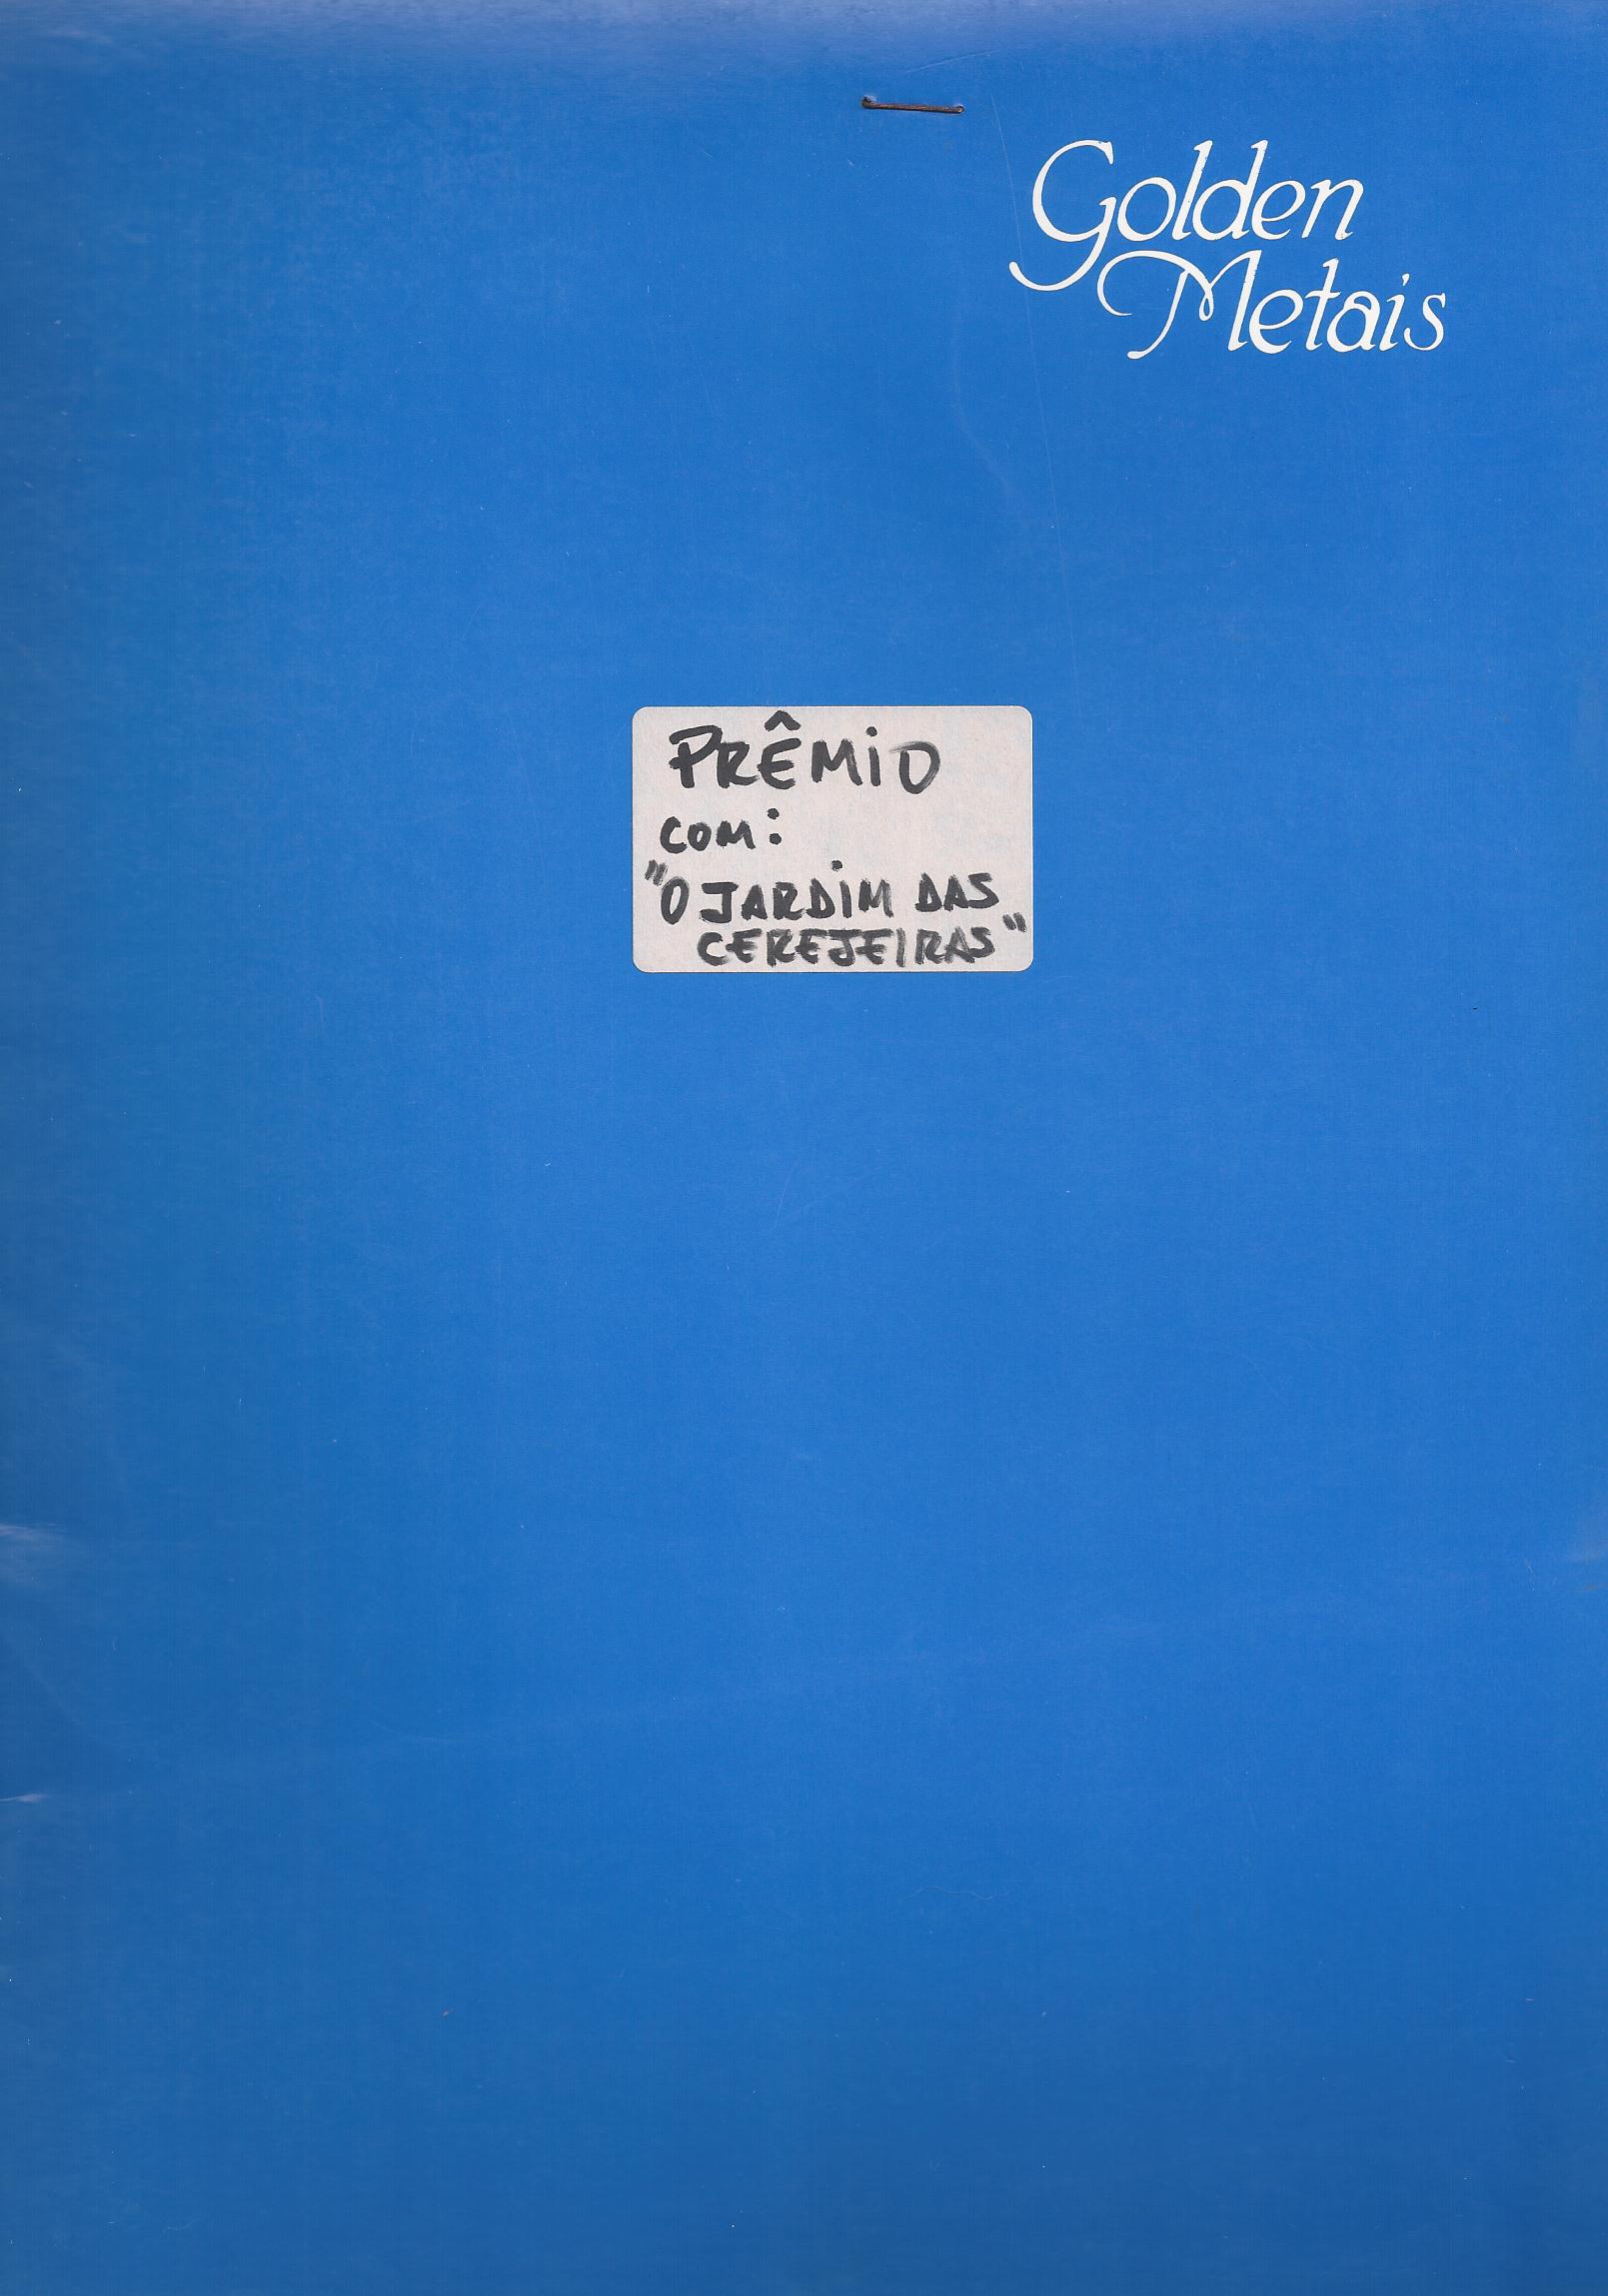 Golden
Metais
PRÊMiO
COM:
"O JARDiM DAS
CEREJEIRAS"